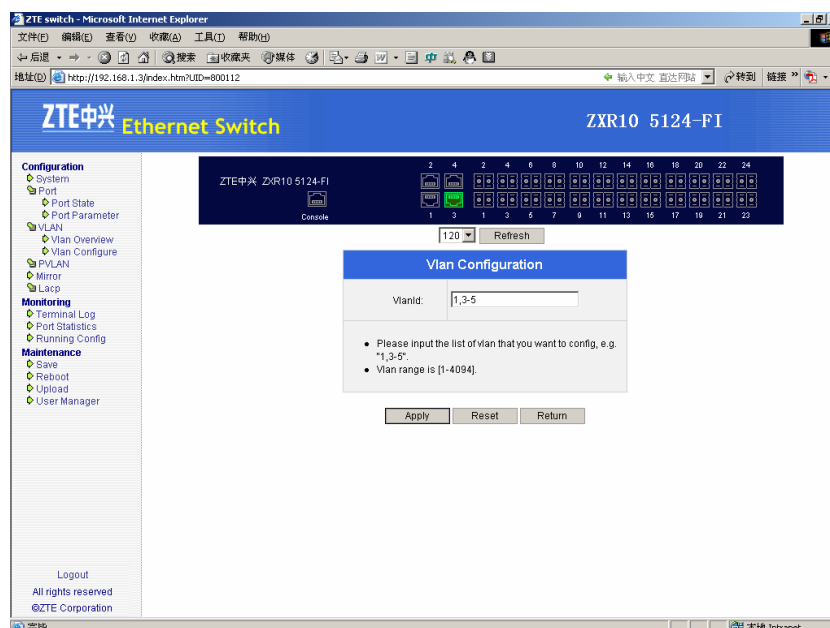 ZTE switch - Microsoft Internet Explorer
文件(F) 编辑(E) 查看(V) 收藏(A) 工具(T) 帮助(H)
后退 搜索 收藏夹 媒体
地址(D) http://192.168.1.3/index.htm?UID=800112 输入中文 直达网站 转到 链接 »
ZTE中兴 Ethernet Switch ZXR10 5124-FI
Configuration
System
Port
Port State
Port Parameter
VLAN
Vlan Overview
Vlan Configure
PVLAN
Mirror
Lacp
Monitoring
Terminal Log
Port Statistics
Running Config
Maintenance
Save
Reboot
Upload
User Manager
Logout
All rights reserved
©ZTE Corporation
2 4 2 4 6 8 10 12 14 16 18 20 22 24
ZTE中兴 ZXR10 5124-FI
Console 1 3 1 3 5 7 9 11 13 15 17 19 21 23
120 Refresh
Vlan Configuration
VlanId: 1,3-5
Please input the list of vlan that you want to config, e.g.
"1,3-5".
Vlan range is [1-4094].
Apply Reset Return
完毕 本地 Intranet